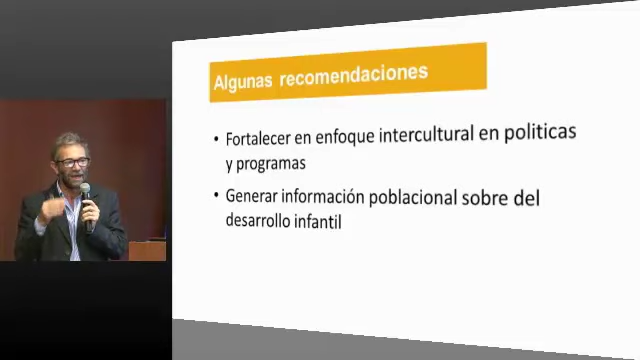 Algunas recomendaciones
• Fortalecer en enfoque intercultural en politicas
y programas
• Generar información poblacional sobre del
desarrollo infantil